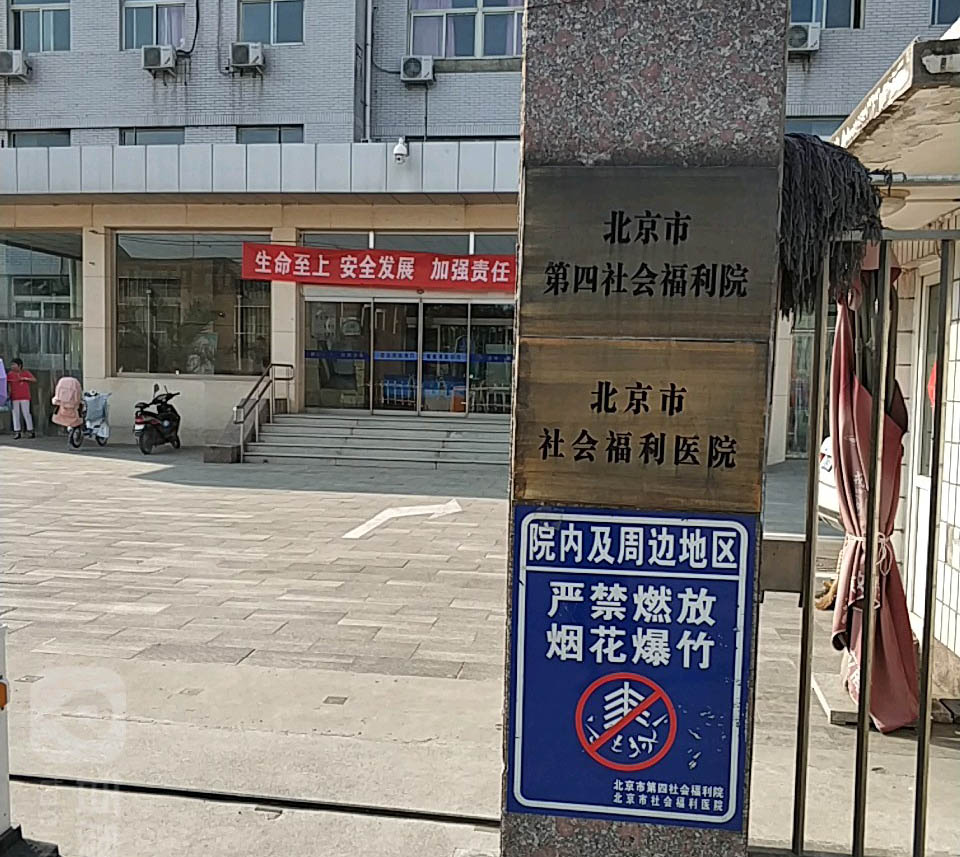 生命至上 安全发展 加强责任
北京市
第四社会福利院
北京市
社会福利医院
院内及周边地区
严禁燃放
烟花爆竹
北京市第四社会福利院
北京市社会福利医院